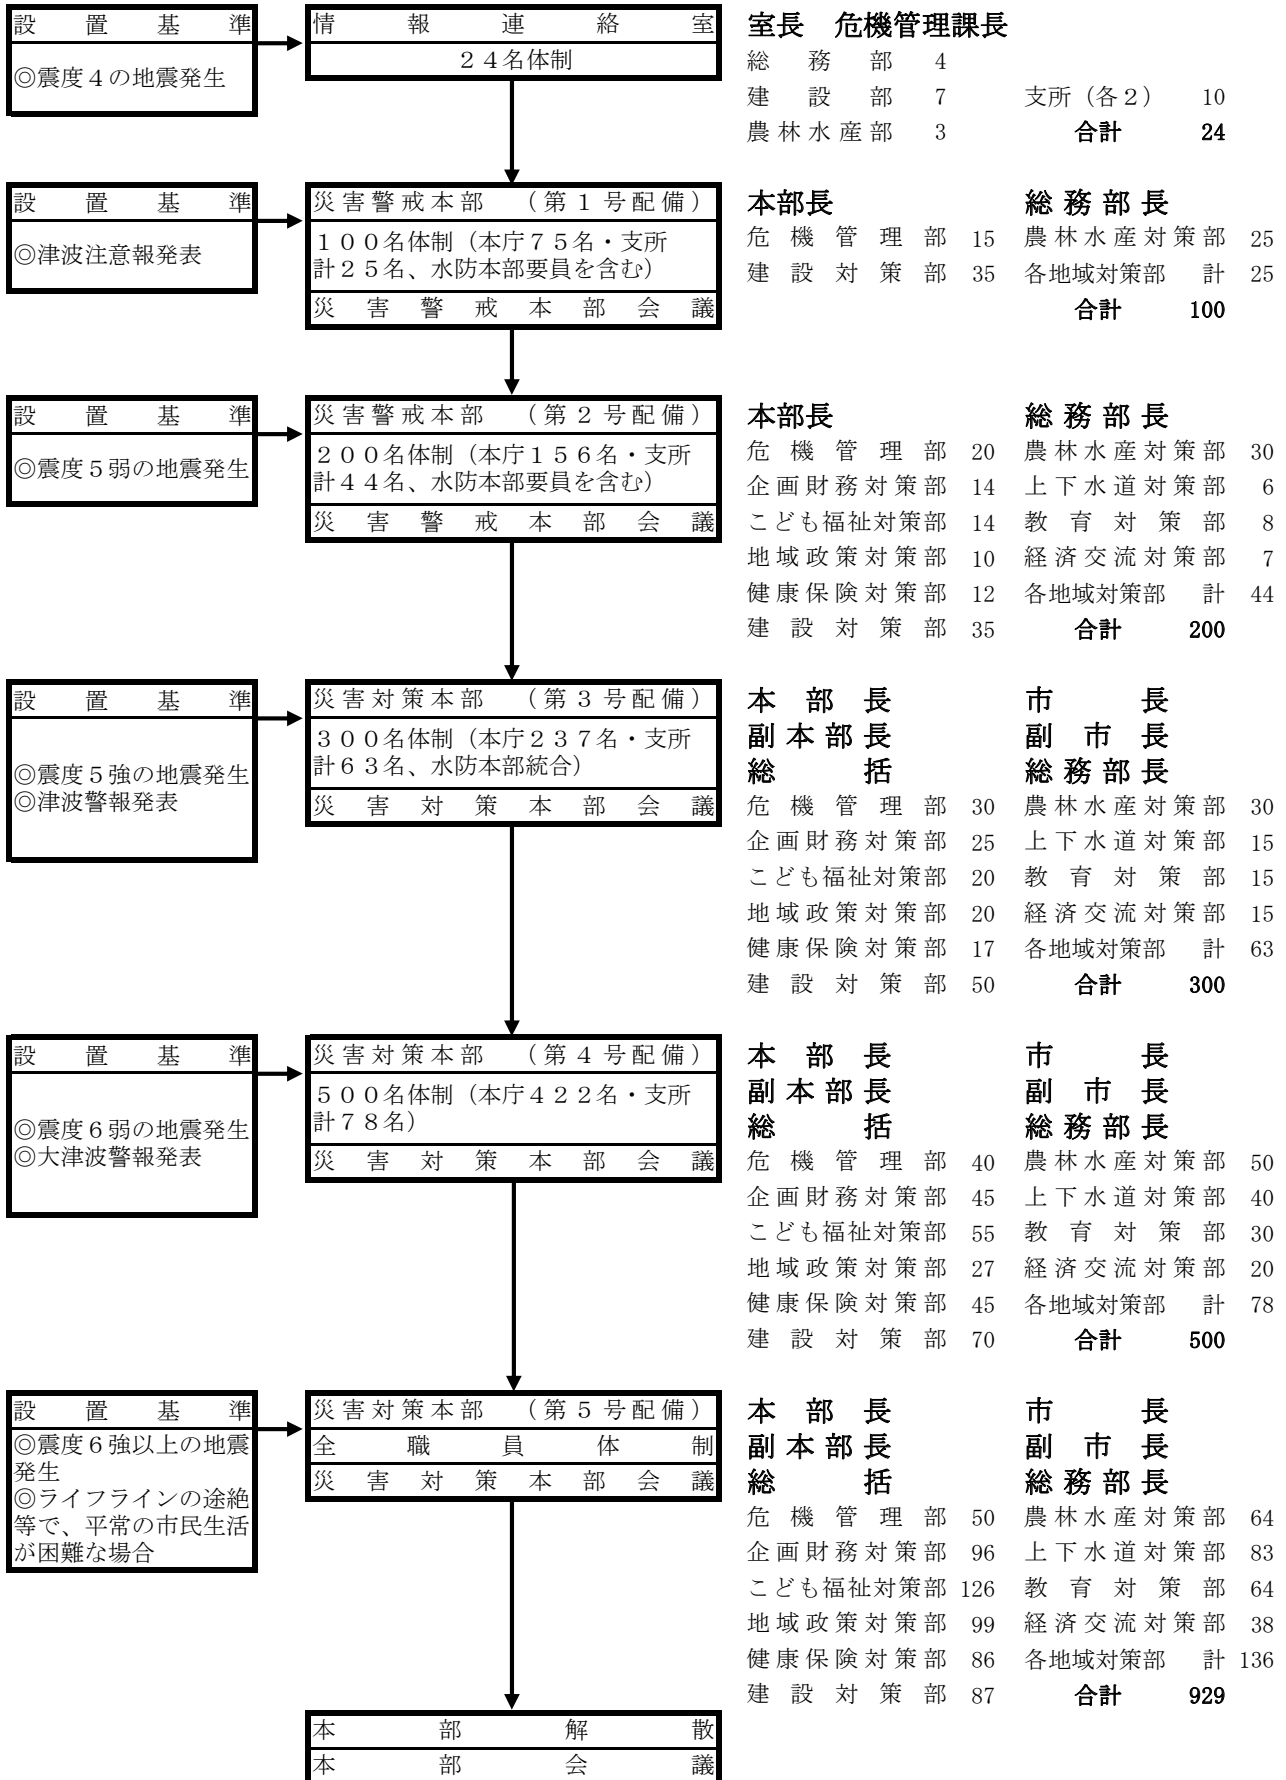 設置基準
◎震度４の地震発生
情報連絡室
２４名体制
室長　危機管理課長
総務部 4
建設部 7 支所（各２） 10
農林水産部 3 合計 24
設置基準
◎津波注意報発表
災害警戒本部　（第１号配備）
１００名体制（本庁７５名・支所
計２５名、水防本部要員を含む）
災害警戒本部会議
本部長 総務部長
危機管理部 15 農林水産対策部 25
建設対策部 35 各地域対策部　計 25
合計 100
設置基準
◎震度５弱の地震発生
災害警戒本部　（第２号配備）
２００名体制（本庁１５６名・支所
計４４名、水防本部要員を含む）
災害警戒本部会議
本部長 総務部長
危機管理部 20 農林水産対策部 30
企画財務対策部 14 上下水道対策部 6
こども福祉対策部 14 教育対策部 8
地域政策対策部 10 経済交流対策部 7
健康保険対策部 12 各地域対策部　計 44
建設対策部 35 合計 200
設置基準
◎震度５強の地震発生
◎津波警報発表
災害対策本部　（第３号配備）
３００名体制（本庁２３７名・支所
計６３名、水防本部統合）
災害対策本部会議
本部長 市長
副本部長 副市長
総括 総務部長
危機管理部 30 農林水産対策部 30
企画財務対策部 25 上下水道対策部 15
こども福祉対策部 20 教育対策部 15
地域政策対策部 20 経済交流対策部 15
健康保険対策部 17 各地域対策部　計 63
建設対策部 50 合計 300
設置基準
◎震度６弱の地震発生
◎大津波警報発表
災害対策本部　（第４号配備）
５００名体制（本庁４２２名・支所
計７８名）
災害対策本部会議
本部長 市長
副本部長 副市長
総括 総務部長
危機管理部 40 農林水産対策部 50
企画財務対策部 45 上下水道対策部 40
こども福祉対策部 55 教育対策部 30
地域政策対策部 27 経済交流対策部 20
健康保険対策部 45 各地域対策部　計 78
建設対策部 70 合計 500
設置基準
◎震度６強以上の地震
発生
◎ライフラインの途絶
等で、平常の市民生活
が困難な場合
災害対策本部　（第５号配備）
全職員体制
災害対策本部会議
本部長 市長
副本部長 副市長
総括 総務部長
危機管理部 50 農林水産対策部 64
企画財務対策部 96 上下水道対策部 83
こども福祉対策部 126 教育対策部 64
地域政策対策部 99 経済交流対策部 38
健康保険対策部 86 各地域対策部　計 136
建設対策部 87 合計 929
本部解散
本部会議